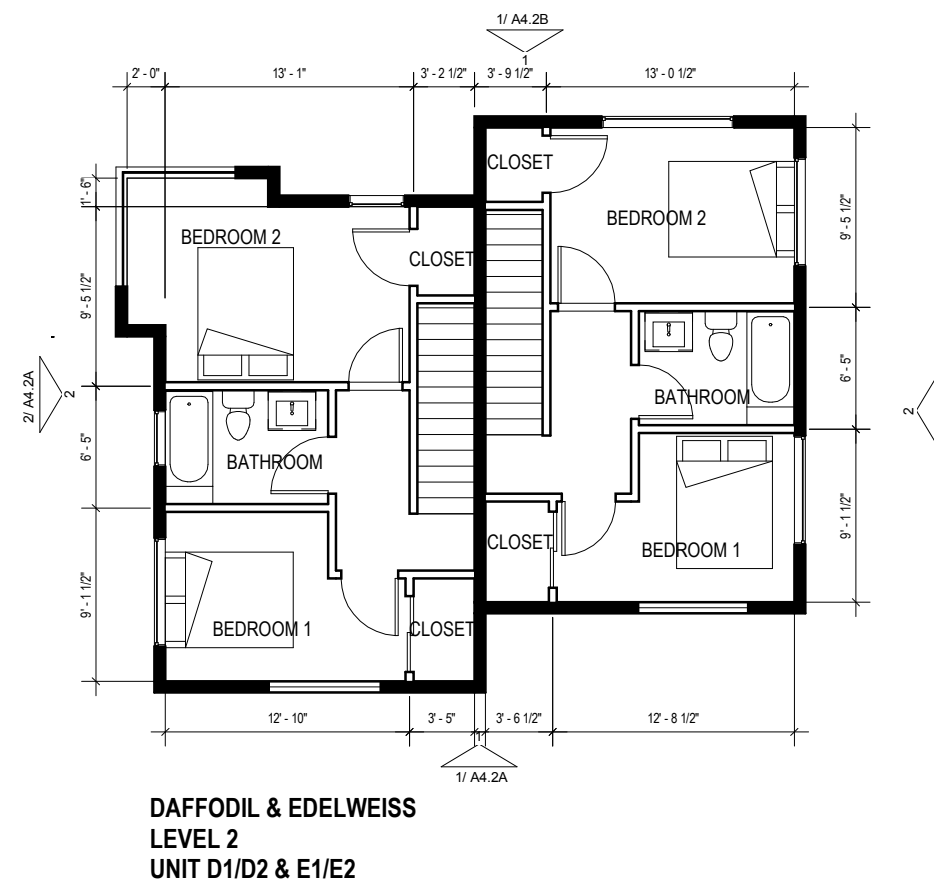 1/ A4.2B
1
2' - 0" 13' - 1" 3' - 2 1/2" 3' - 9 1/2" 13' - 0 1/2"
CLOSET
1' - 6"
BEDROOM 2
9' - 5 1/2"
BEDROOM 2
CLOSET
9' - 5 1/2"
2/ A4.2A
2
BATHROOM
6' - 5"
2
6' - 5"
BATHROOM
CLOSET
BEDROOM 1
9' - 1 1/2"
9' - 1 1/2"
BEDROOM 1
CLOSET
12' - 10" 3' - 5" 3' - 6 1/2" 12' - 8 1/2"
1
1/ A4.2A
DAFFODIL & EDELWEISS
LEVEL 2
UNIT D1/D2 & E1/E2